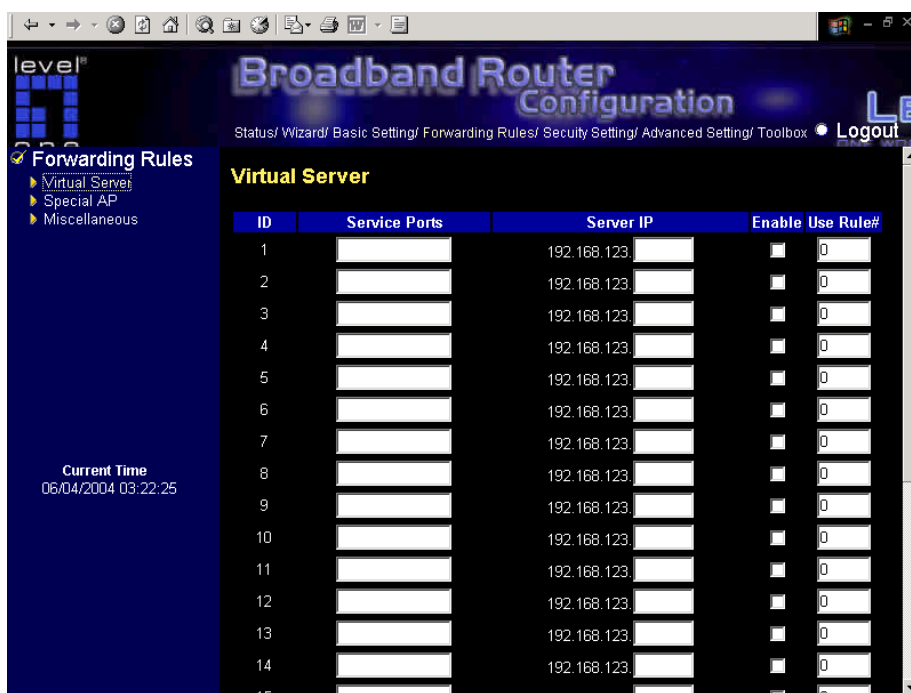 level®
Broadband Router
Configuration
Status/ Wizard/ Basic Setting/ Forwarding Rules/ Secuity Setting/ Advanced Setting/ Toolbox Logout
Forwarding Rules
Virtual Server
Special AP
Miscellaneous
Current Time
06/04/2004 03:22:25
Virtual Server
ID Service Ports Server IP Enable Use Rule#
1 192.168.123. 0
2 192.168.123. 0
3 192.168.123. 0
4 192.168.123. 0
5 192.168.123. 0
6 192.168.123. 0
7 192.168.123. 0
8 192.168.123. 0
9 192.168.123. 0
10 192.168.123. 0
11 192.168.123. 0
12 192.168.123. 0
13 192.168.123. 0
14 192.168.123. 0